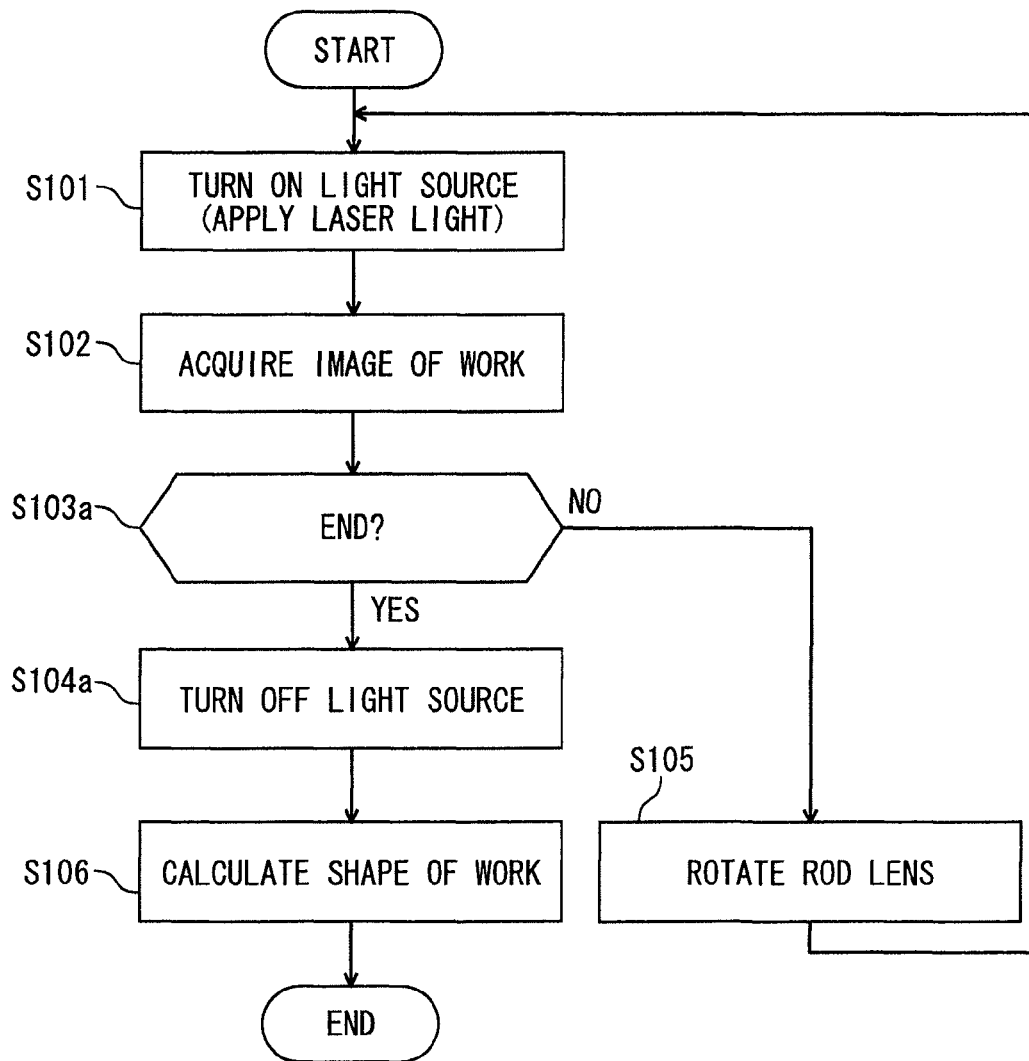 START
S101
TURN ON LIGHT SOURCE
(APPLY LASER LIGHT)
S102
ACQUIRE IMAGE OF WORK
S103a
END?
NO
YES
S104a
TURN OFF LIGHT SOURCE
S105
ROTATE ROD LENS
S106
CALCULATE SHAPE OF WORK
END